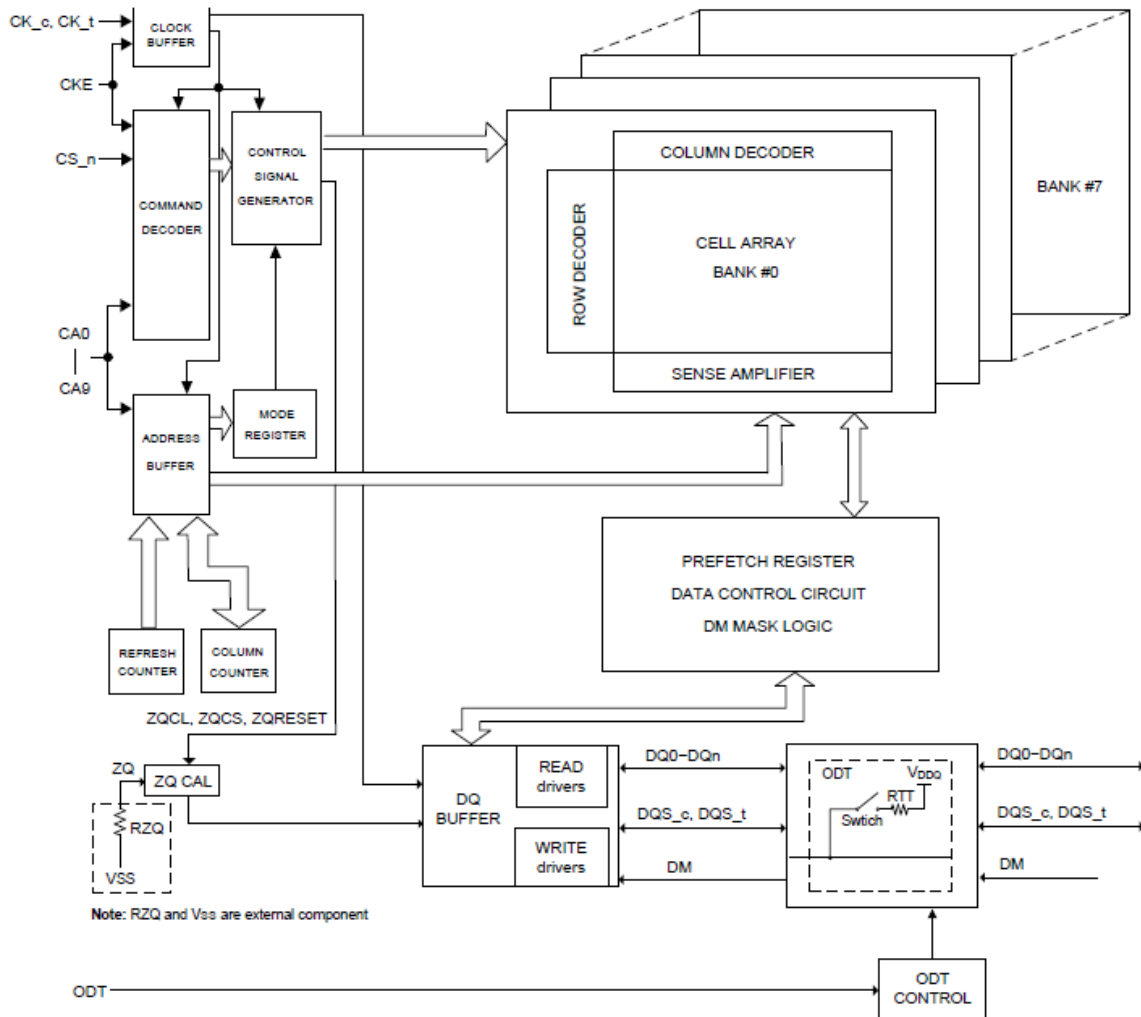 CK_c, CK_t
CLOCK
BUFFER
CKE
CS_n
COMMAND
DECODER
CONTROL
SIGNAL
GENERATOR
CA0
CA9
ADDRESS
BUFFER
MODE
REGISTER
REFRESH
COUNTER
COLUMN
COUNTER
COLUMN DECODER
ROW DECODER
CELL ARRAY
BANK #0
SENSE AMPLIFIER
BANK #7
PREFETCH REGISTER
DATA CONTROL CIRCUIT
DM MASK LOGIC
ZQCL, ZQCS, ZQRESET
ZQ
ZQ CAL
RZQ
VSS
Note: RZQ and Vss are external component
DQ
BUFFER
READ
drivers
WRITE
drivers
DQ0-DQn
DQS_c, DQS_t
DM
ODT
VDDQ
RTT
Swtich
DQ0-DQn
DQS_c, DQS_t
DM
ODT
ODT
CONTROL